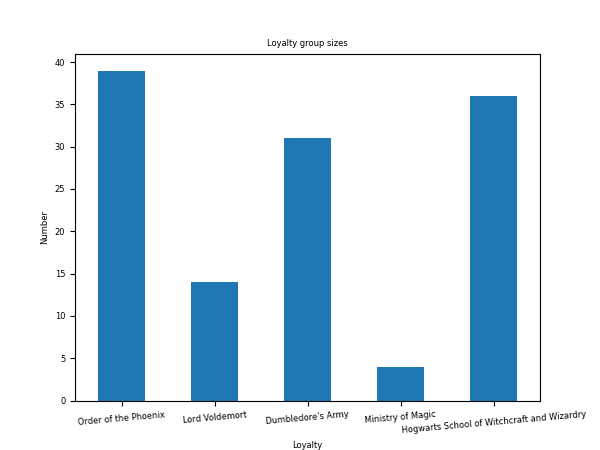 Loyalty group sizes
40
35
30
25
20
15
10
5
0
Number
Order of the Phoenix
Lord Voldemort
Dumbledore's Army
Ministry of Magic
Hogwarts School of Witchcraft and Wizardry
Loyalty